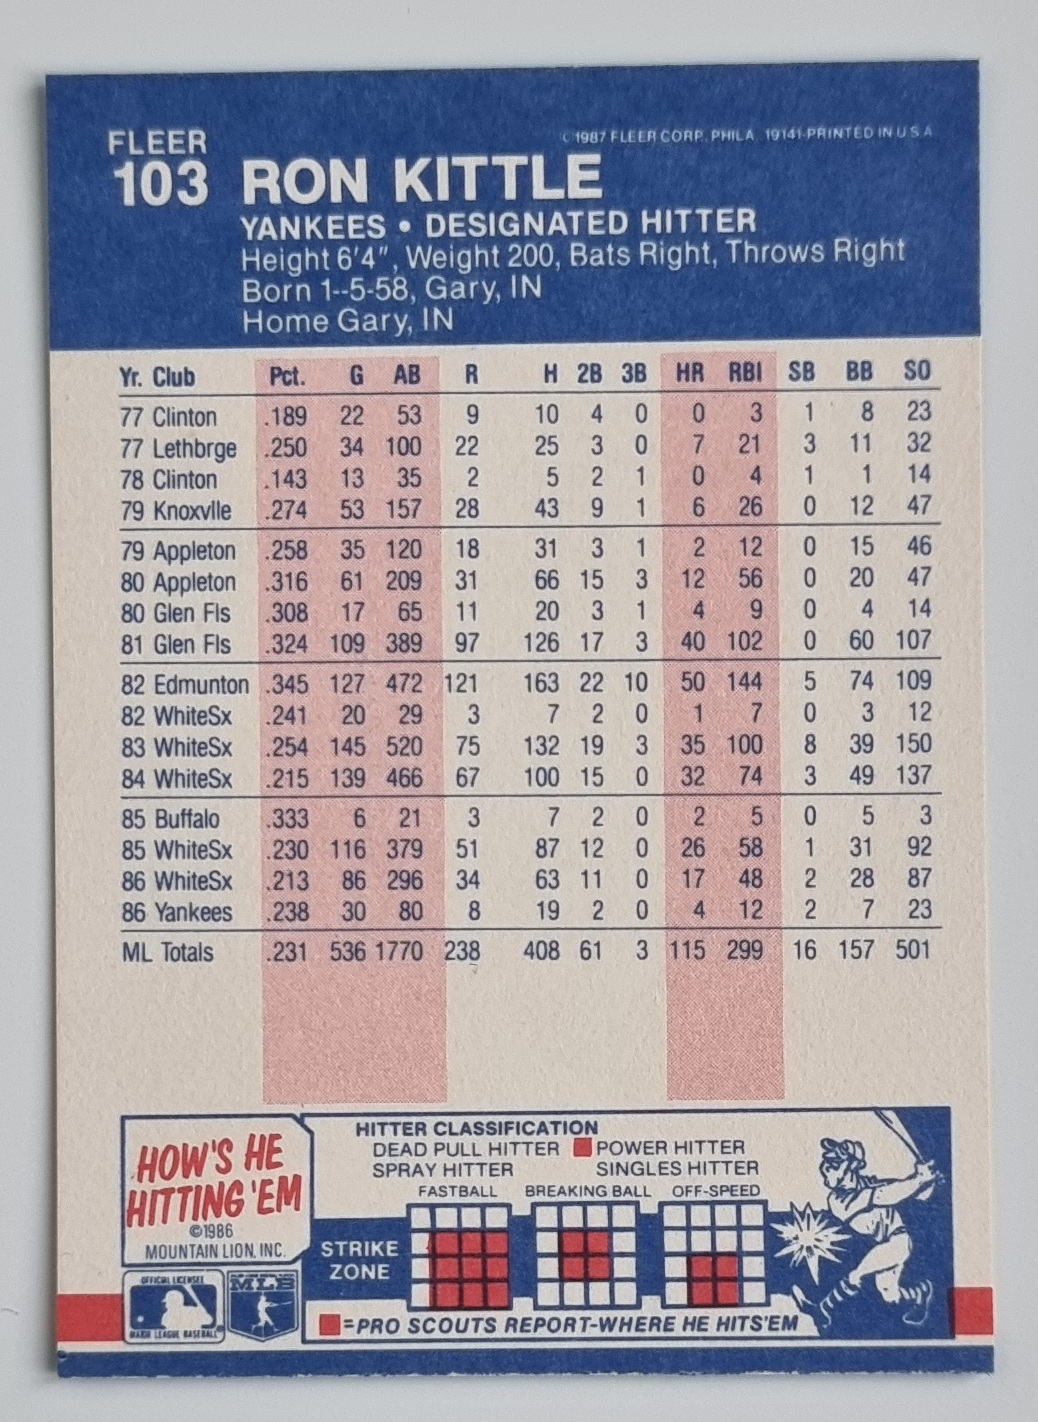 FLEER
© 1987 FLEER CORP. PHILA. 19141-PRINTED IN U S A
103 RON KITTLE
YANKEES • DESIGNATED HITTER
Height 6'4", Weight 200, Bats Right, Throws Right
Born 1--5-58, Gary, IN
Home Gary, IN
Yr. Club Pct. G AB R H 2B 3B HR RBI SB BB SO
77 Clinton .189 22 53 9 10 4 0 0 3 1 8 23
77 Lethbrge .250 34 100 22 25 3 0 7 21 3 11 32
78 Clinton .143 13 35 2 5 2 1 0 4 1 1 14
79 Knoxvlle .274 53 157 28 43 9 1 6 26 0 12 47
79 Appleton .258 35 120 18 31 3 1 2 12 0 15 46
80 Appleton .316 61 209 31 66 15 3 12 56 0 20 47
80 Glen Fls .308 17 65 11 20 3 1 4 9 0 4 14
81 Glen Fls .324 109 389 97 126 17 3 40 102 0 60 107
82 Edmunton .345 127 472 121 163 22 10 50 144 5 74 109
82 WhiteSx .241 20 29 3 7 2 0 1 7 0 3 12
83 WhiteSx .254 145 520 75 132 19 3 35 100 8 39 150
84 WhiteSx .215 139 466 67 100 15 0 32 74 3 49 137
85 Buffalo .333 6 21 3 7 2 0 2 5 0 5 3
85 WhiteSx .230 116 379 51 87 12 0 26 58 1 31 92
86 WhiteSx .213 86 296 34 63 11 0 17 48 2 28 87
86 Yankees .238 30 80 8 19 2 0 4 12 2 7 23
ML Totals .231 536 1770 238 408 61 3 115 299 16 157 501
HOW'S HE
HITTING 'EM
©1986
MOUNTAIN LION, INC.
OFFICIAL LICENSEE
MAJOR LEAGUE BASEBALL
MLB
HITTER CLASSIFICATION
DEAD PULL HITTER POWER HITTER
SPRAY HITTER SINGLES HITTER
FASTBALL BREAKING BALL OFF-SPEED
STRIKE
ZONE
=PRO SCOUTS REPORT-WHERE HE HITS'EM